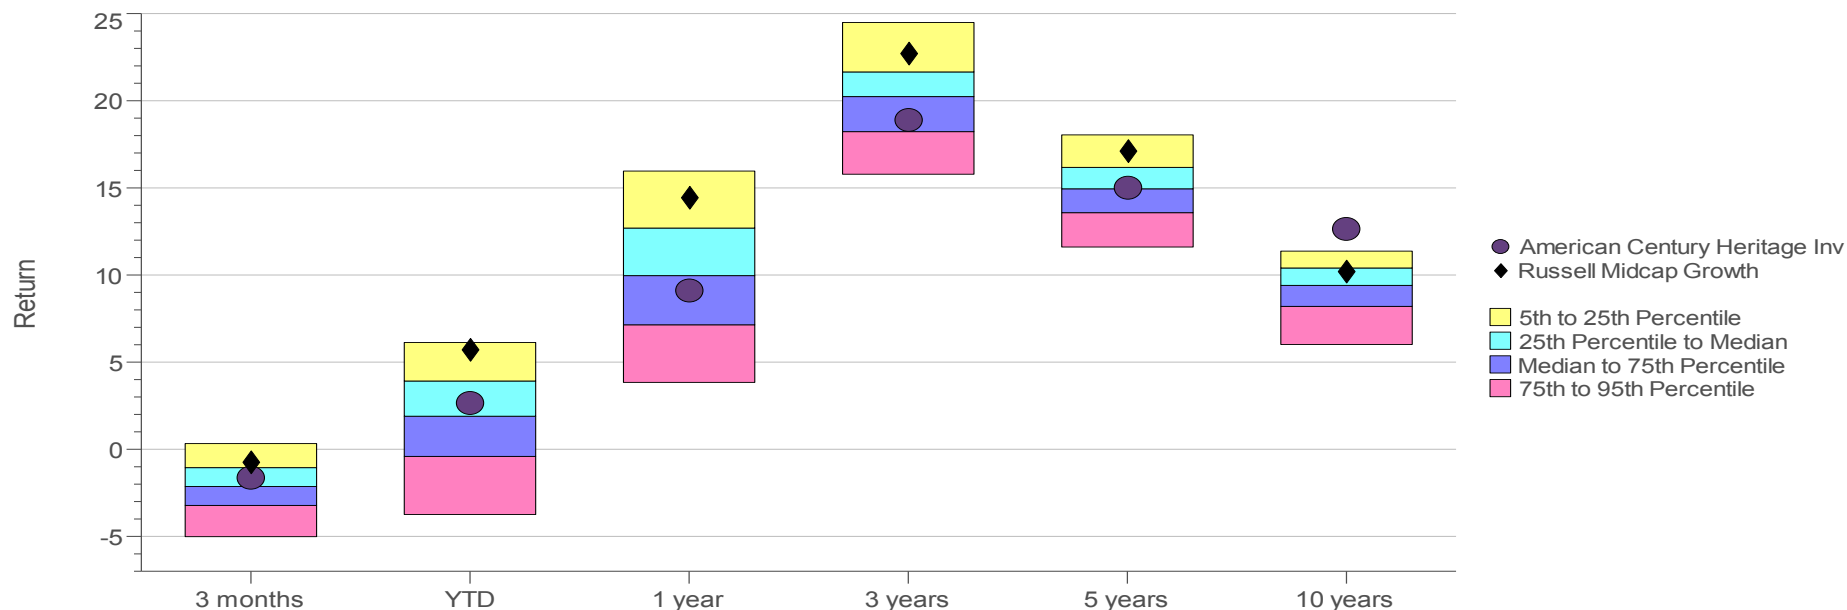 Return
25
20
15
10
5
0
-5
3 months
YTD
1 year
3 years
5 years
10 years
American Century Heritage Inv
Russell Midcap Growth
5th to 25th Percentile
25th Percentile to Median
Median to 75th Percentile
75th to 95th Percentile